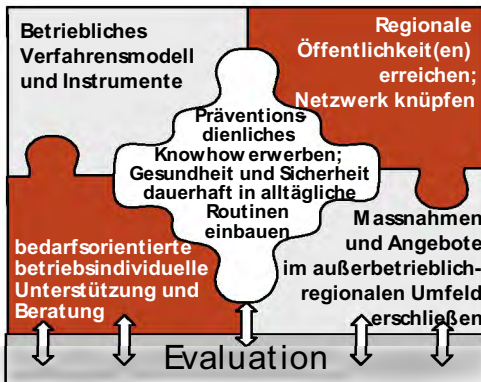 Betriebliches
Verfahrensmodell
und Instrumente
Regionale
Öffentlichkeit(en)
erreichen;
Netzwerk knüpfen
Präventions-
dienliches
Knowhow erwerben;
Gesundheit und Sicherheit
dauerhaft in alltägliche
Routinen
einbauen
bedarfsorientierte
betriebsindividuelle
Unterstützung und
Beratung
Massnahmen
und Angebote
im außerbetrieblich-
regionalen Umfeld
erschließen
Evaluation